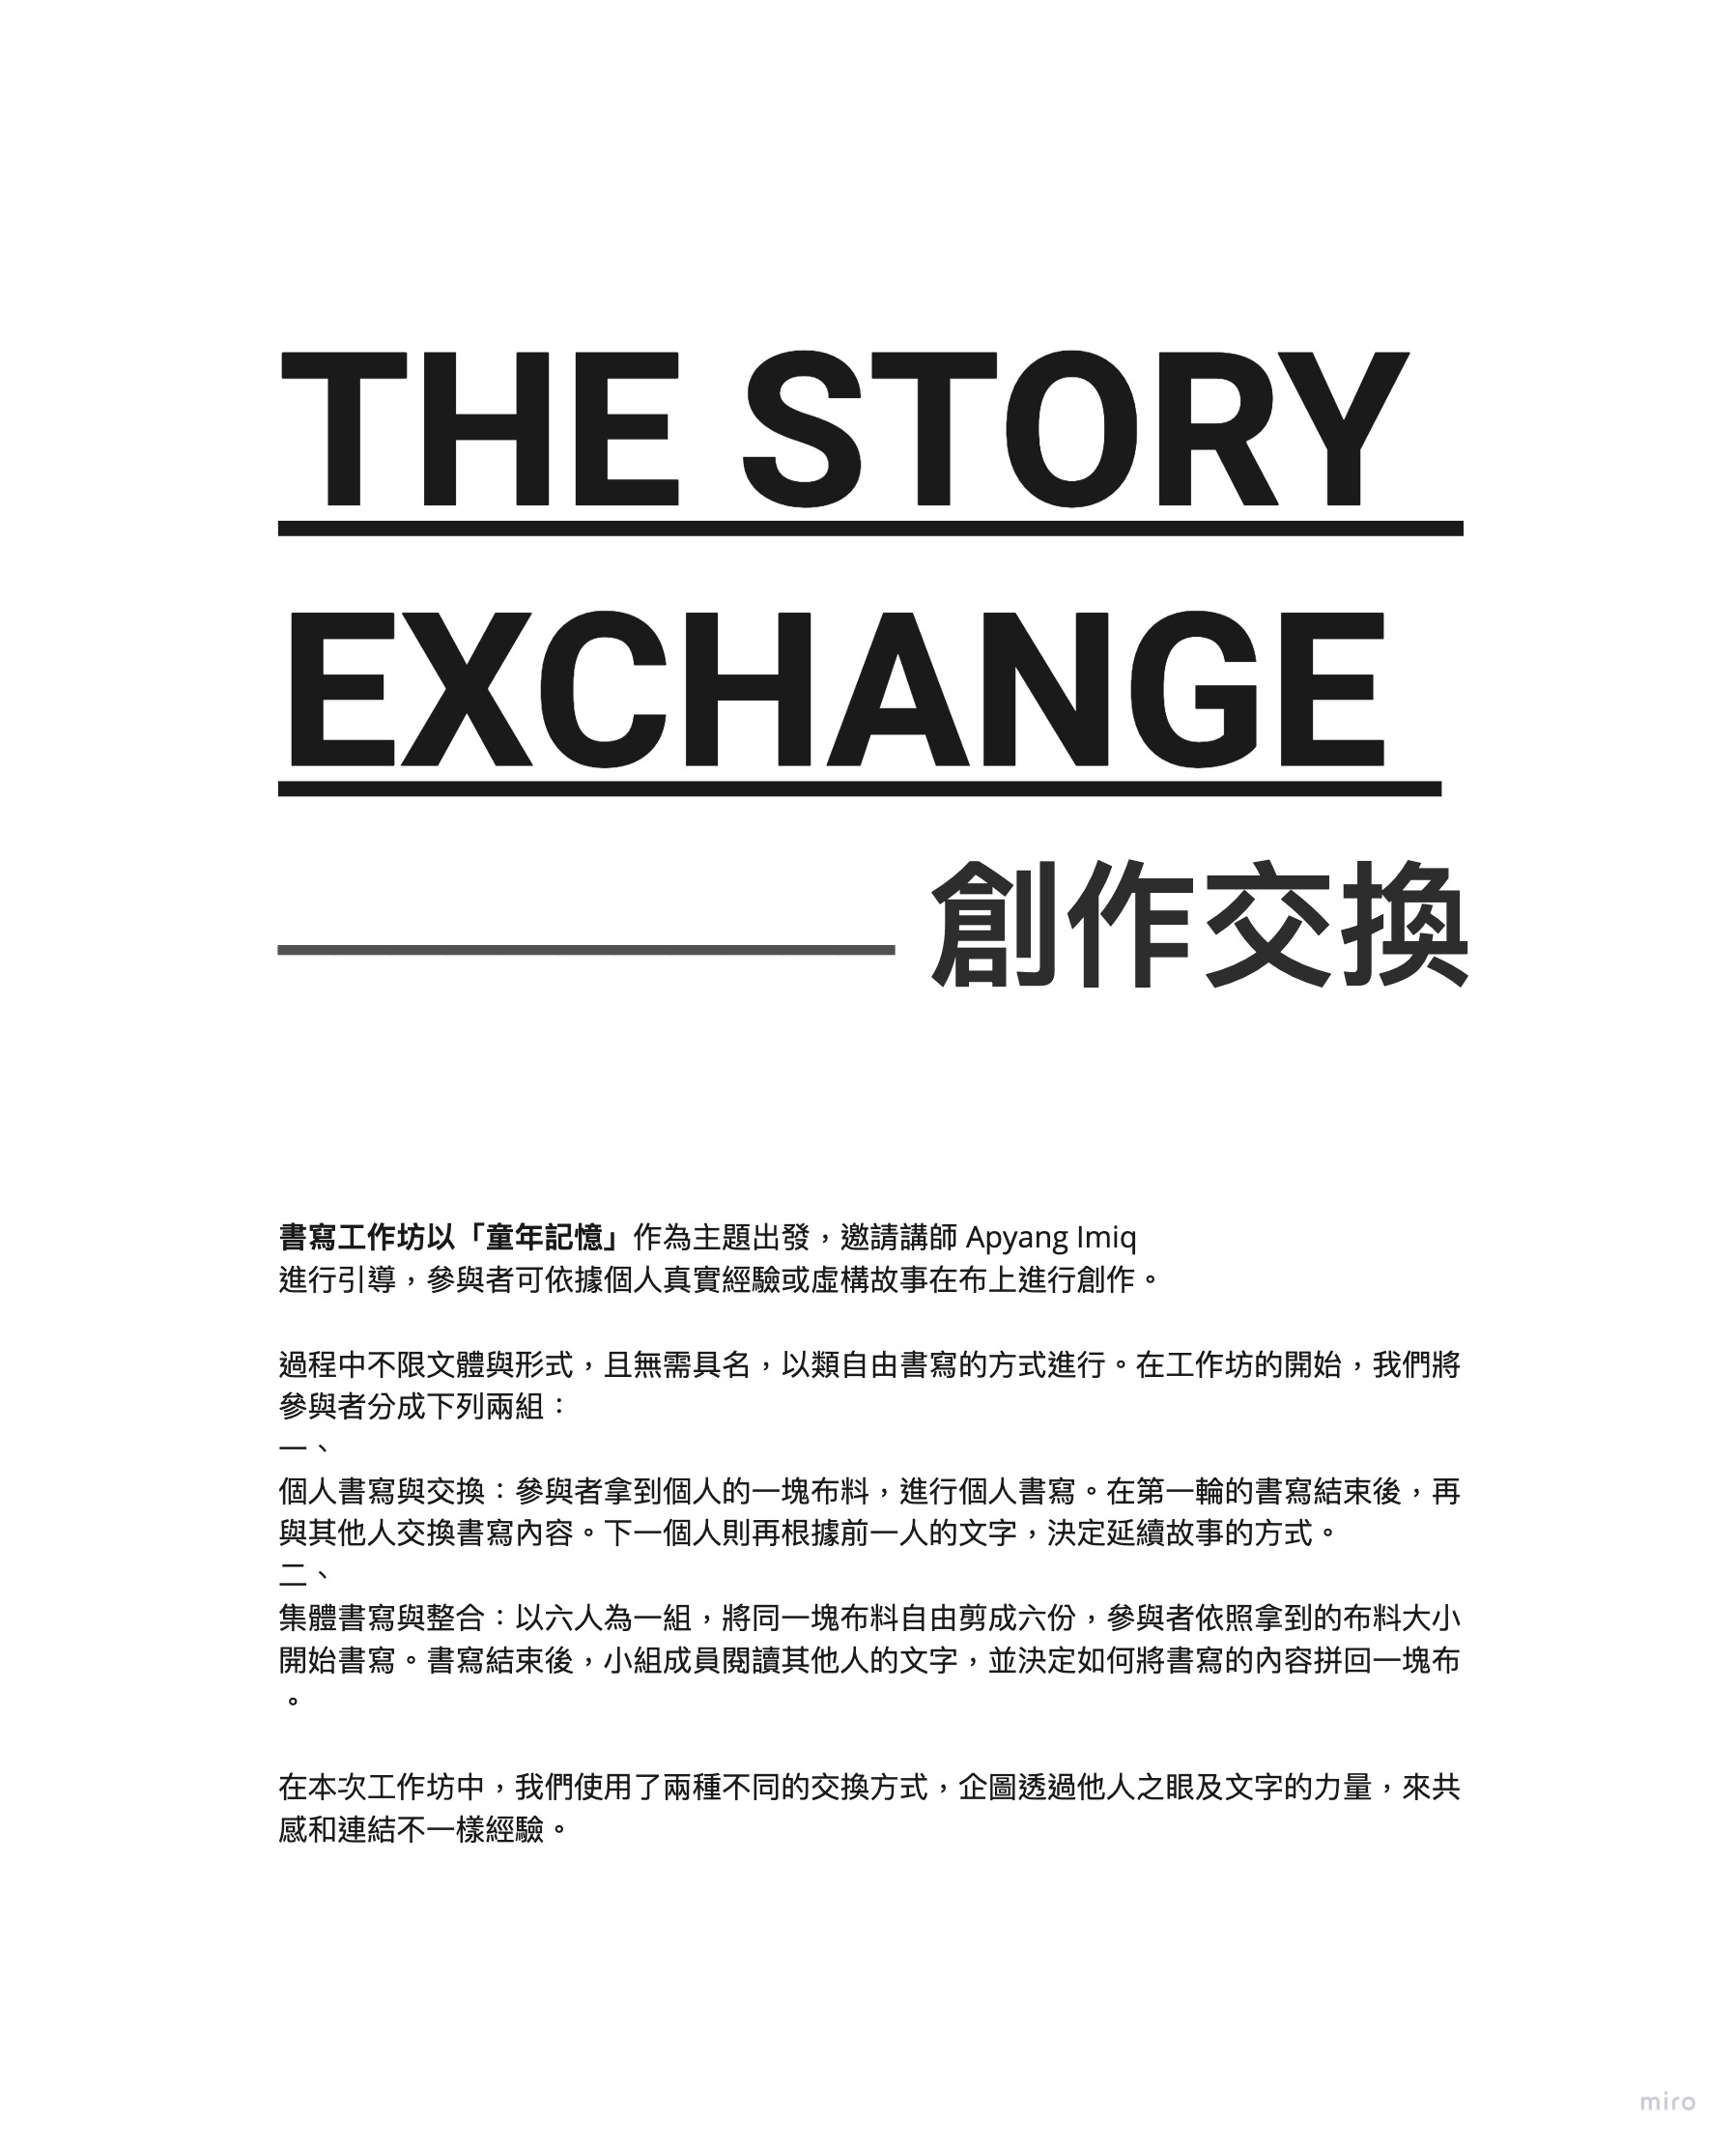 THE STORY
EXCHANGE
創作交換
書寫工作坊以「童年記憶」作為主題出發，邀請講師 Apyang Imiq
進行引導，參與者可依據個人真實經驗或虛構故事在布上進行創作。
過程中不限文體與形式，且無需具名，以類自由書寫的方式進行。在工作坊的開始，我們將
參與者分成下列兩組：
一、
個人書寫與交換：參與者拿到個人的一塊布料，進行個人書寫。在第一輪的書寫結束後，再
與其他人交換書寫內容。下一個人則再根據前一人的文字，決定延續故事的方式。
二、
集體書寫與整合：以六人為一組，將同一塊布料自由剪成六份，參與者依照拿到的布料大小
開始書寫。書寫結束後，小組成員閱讀其他人的文字，並決定如何將書寫的內容拼回一塊布
。
在本次工作坊中，我們使用了兩種不同的交換方式，企圖透過他人之眼及文字的力量，來共
感和連結不一樣經驗。
miro